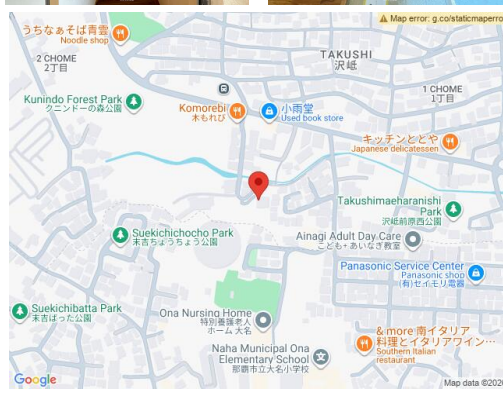 Map error: g.co/staticmaperro
うちなぁそば青雲
Noodle shop
TAKUSHI
沢岻
2 CHOME
2丁目
1 CHOME
1丁目
Kunindo Forest Park
クニンドーの森公園
Komorebi
木もれび
小雨堂
Used book store
キッチンととや
Japanese delicatessen
Takushimaeharanishi
Park
沢岻前原西公園
Suekichichocho Park
末吉ちょうちょう公園
Ainagi Adult Day Care
こども・あいなぎ教室
Panasonic Service Center
Panasonic shop
(有)セイモリ電器
Suekichibatta Park
末吉ばった公園
Ona Nursing Home
特別養護老人
ホーム 大名
& more 南イタリア
料理とイタリアワイン…
Southern Italian
restaurant
Naha Municipal Ona
Elementary School
那覇市立大名小学校
Google
Map data ©2026